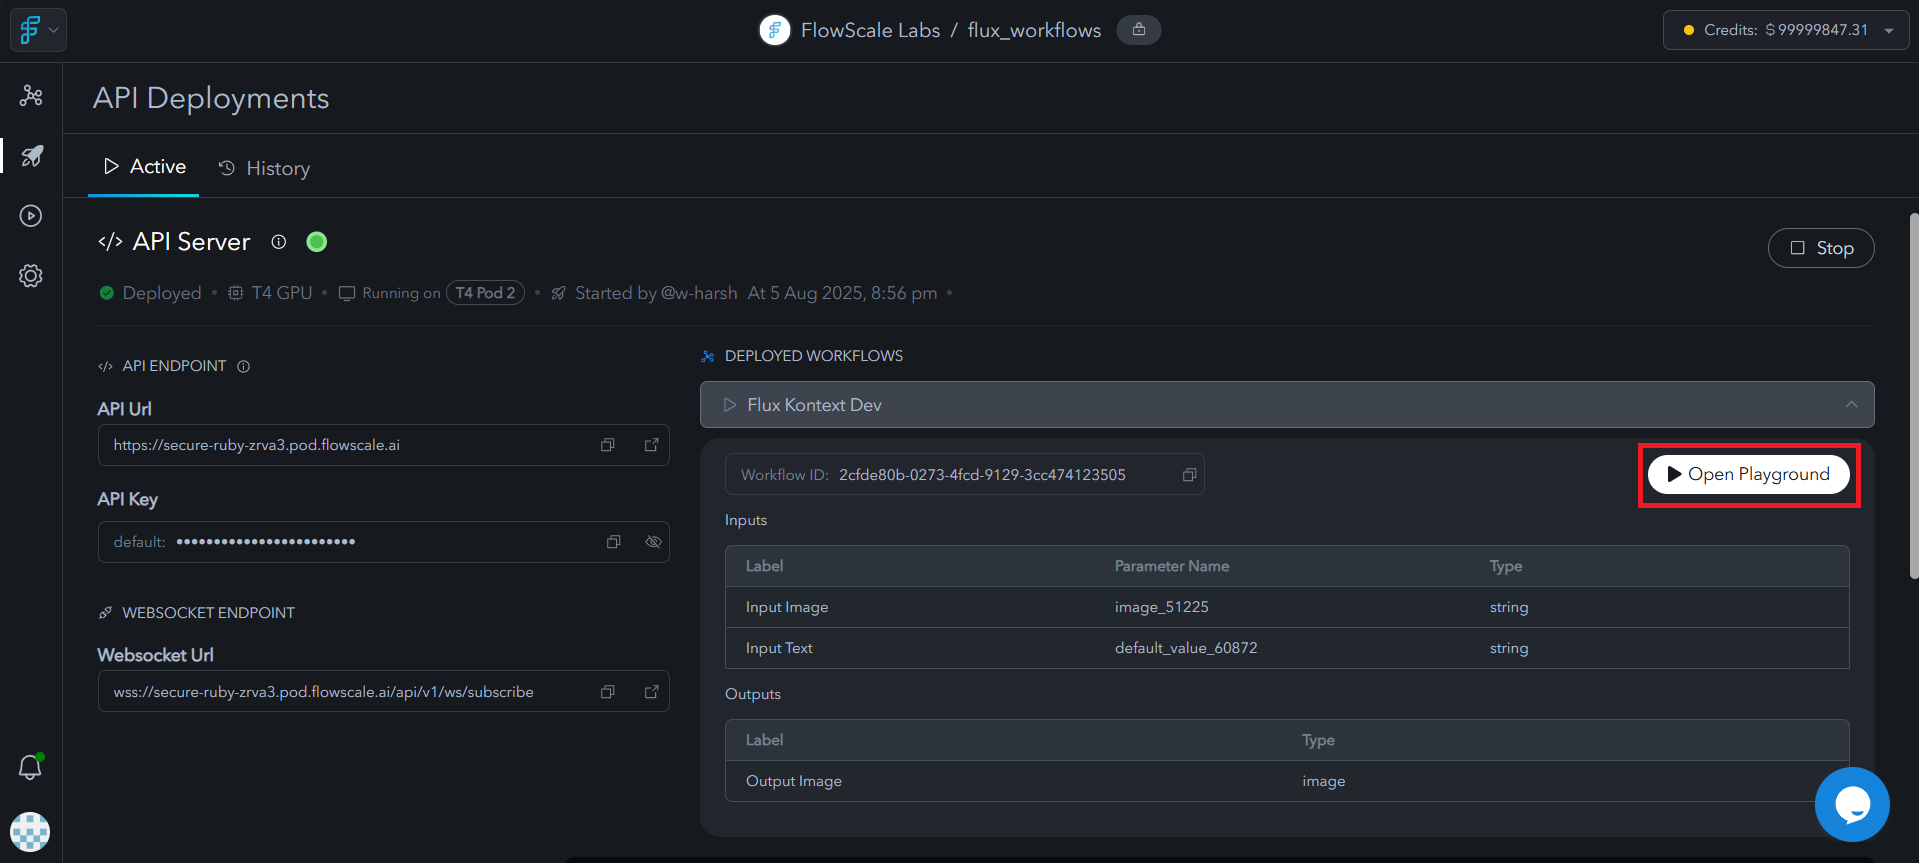 FlowScale Labs / flux_workflows
Credits: $ 99999847.31
API Deployments
Active
History
</> API Server
Stop
Deployed • T4 GPU • Running on T4 Pod 2 • Started by @w-harsh At 5 Aug 2025, 8:56 pm •
</> API ENDPOINT
API Url
https://secure-ruby-zrva3.pod.flowscale.ai
API Key
default: ••••••••••••••••••••••••
WEBSOCKET ENDPOINT
Websocket Url
wss://secure-ruby-zrva3.pod.flowscale.ai/api/v1/ws/subscribe
DEPLOYED WORKFLOWS
Flux Kontext Dev
Workflow ID: 2cfde80b-0273-4fcd-9129-3cc474123505
Open Playground
Inputs
Label Parameter Name Type
Input Image image_51225 string
Input Text default_value_60872 string
Outputs
Label Type
Output Image image